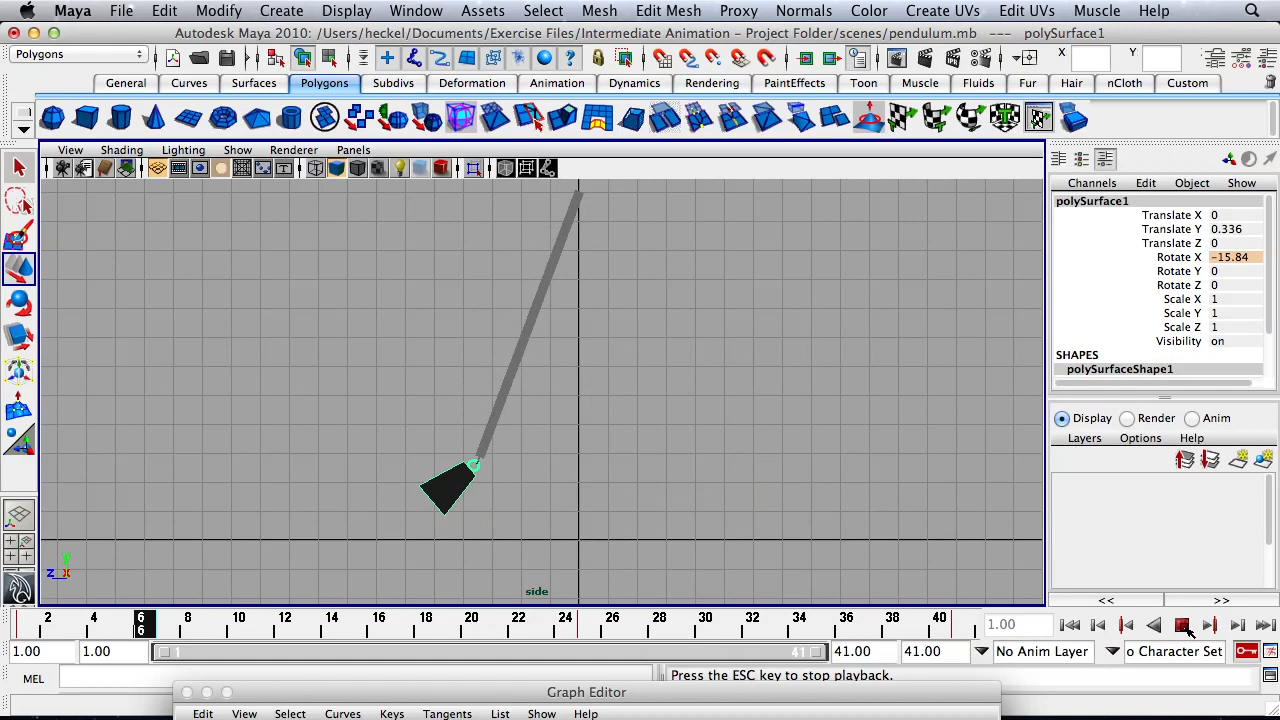 Maya File Edit Modify Create Display Window Assets Select Mesh Edit Mesh Proxy Normals Color Create UVs Edit UVs Muscle Help
Autodesk Maya 2010: /Users/heckel/Documents/Exercise Files/Intermediate Animation - Project Folder/scenes/pendulum.mb --- polySurface1
Polygons X Y
General Curves Surfaces Polygons Subdivs Deformation Animation Dynamics Rendering PaintEffects Toon Muscle Fluids Fur Hair nCloth Custom
View Shading Lighting Show Renderer Panels
Channels Edit Object Show
polySurface1
Translate X 0
Translate Y 0.336
Translate Z 0
Rotate X -15.84
Rotate Y 0
Rotate Z 0
Scale X 1
Scale Y 1
Scale Z 1
Visibility on
SHAPES
polySurfaceShape1
Display Render Anim
Layers Options Help
y
z x
side
<< >>
2 4 6 8 10 12 14 16 18 20 22 24 26 28 30 32 34 36 38 40
6 1.00
1.00 1.00 1 41 41.00 41.00 No Anim Layer o Character Set
MEL Press the ESC key to stop playback.
Graph Editor
Edit View Select Curves Keys Tangents List Show Help